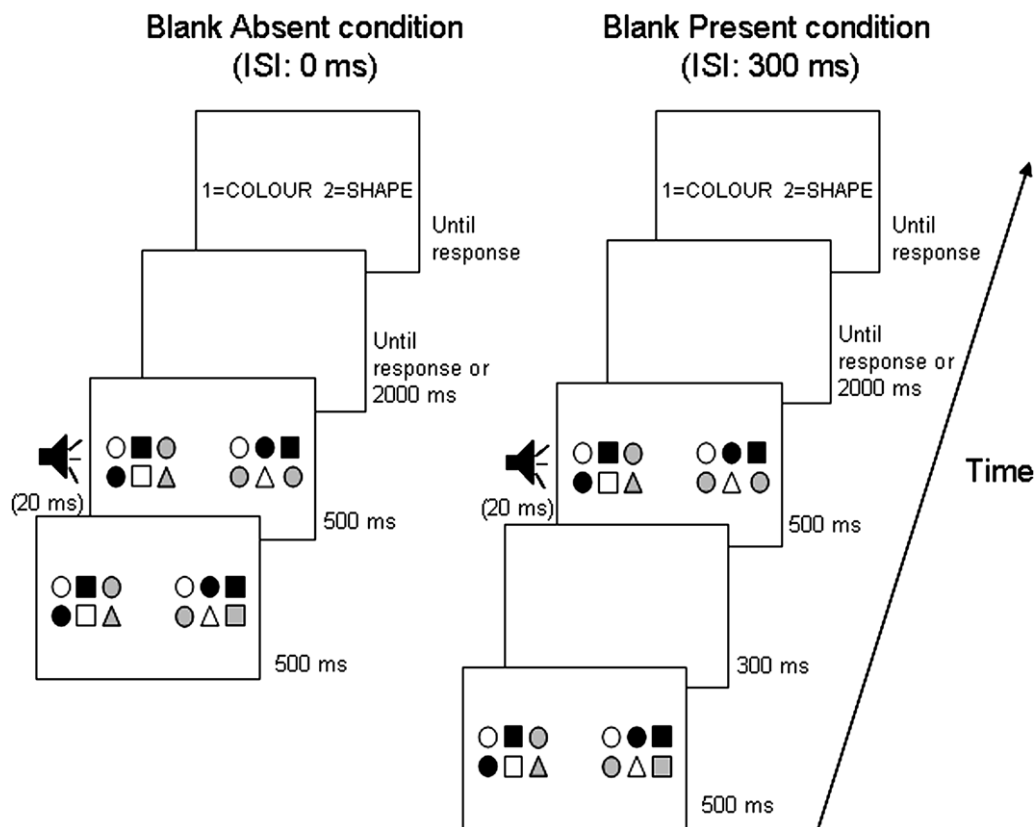 Blank Absent condition
(ISI: 0 ms)
1=COLOUR 2=SHAPE
Until
response
Until
response or
2000 ms
(20 ms)
500 ms
500 ms
Blank Present condition
(ISI: 300 ms)
1=COLOUR 2=SHAPE
Until
response
Until
response or
2000 ms
(20 ms)
500 ms
300 ms
500 ms
Time